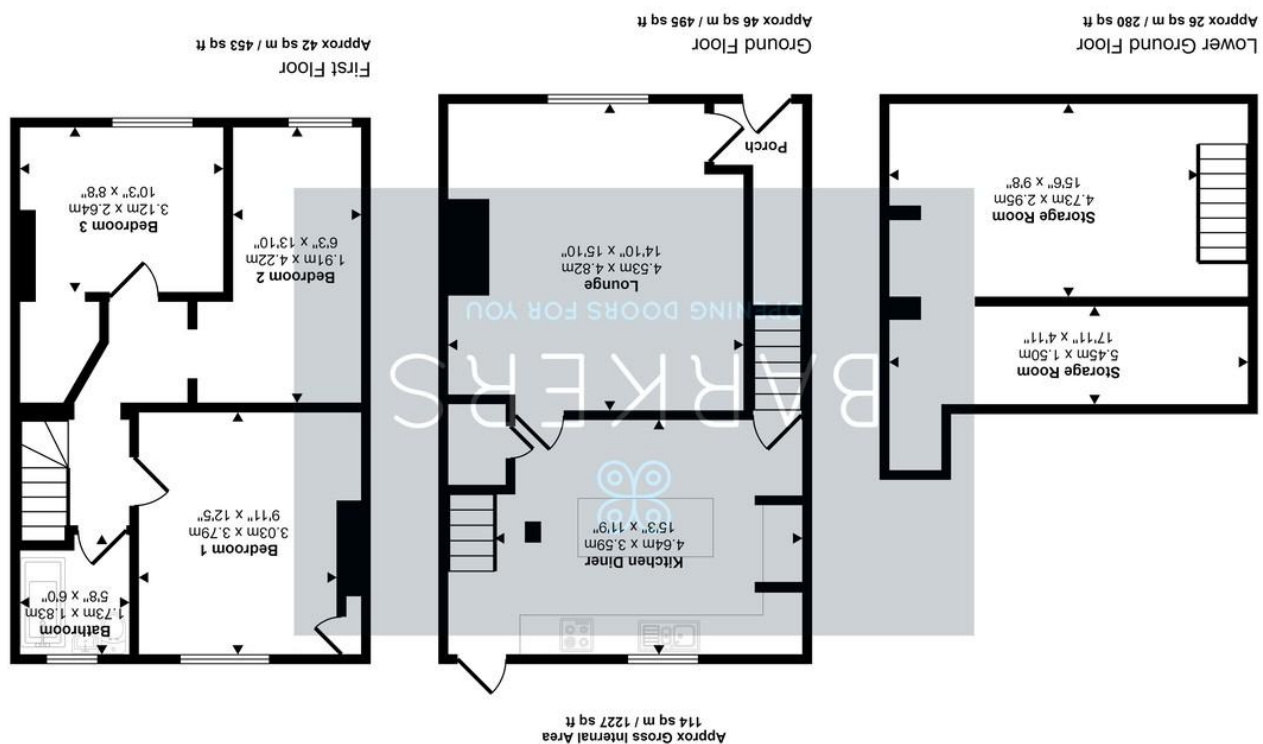 Approx Gross Internal Area
114 sq m / 1227 sq ft
Storage Room
5.45m x 1.50m
17'11" x 4'11"
Storage Room
4.73m x 2.95m
15'6" x 9'8"
Lower Ground Floor
Approx 26 sq m / 280 sq ft
Kitchen Diner
4.64m x 3.59m
15'3" x 11'9"
Lounge
4.53m x 4.82m
14'10" x 15'10"
Porch
Ground Floor
Approx 46 sq m / 495 sq ft
Bathroom
1.73m x 1.83m
5'8" x 6'0"
Bedroom 1
3.03m x 3.79m
9'11" x 12'5"
Bedroom 2
1.91m x 4.22m
6'3" x 13'10"
Bedroom 3
3.12m x 2.64m
10'3" x 8'8"
First Floor
Approx 42 sq m / 453 sq ft
BARKERS
OPENING DOORS FOR YOU